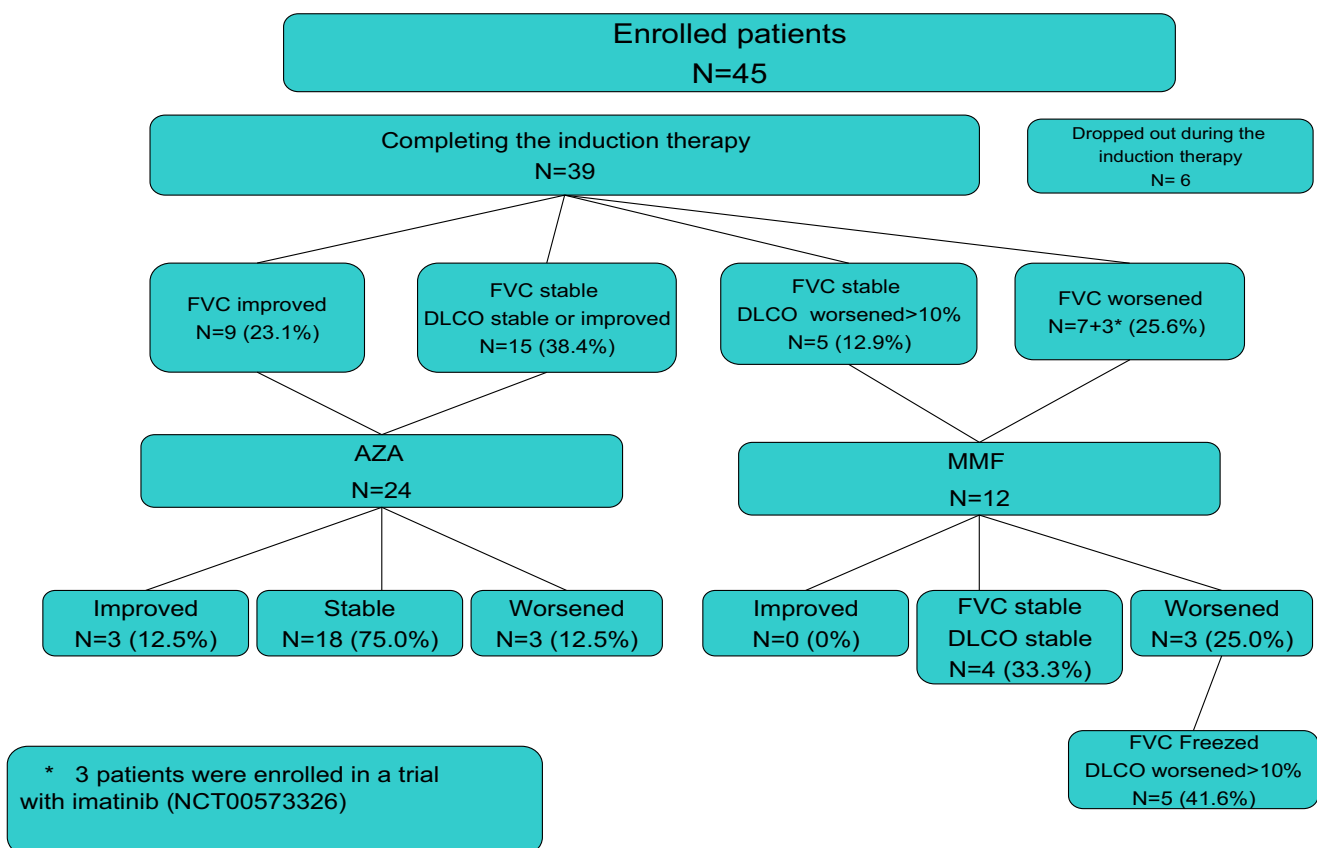 Enrolled patients
N=45
Completing the induction therapy
N=39
Dropped out during the
induction therapy
N= 6
FVC improved
N=9 (23.1%)
FVC stable
DLCO stable or improved
N=15 (38.4%)
FVC stable
DLCO  worsened>10%
N=5 (12.9%)
FVC worsened
N=7+3* (25.6%)
AZA
N=24
MMF
N=12
Improved
N=3 (12.5%)
Stable
N=18 (75.0%)
Worsened
N=3 (12.5%)
Improved
N=0 (0%)
FVC stable
DLCO stable
N=4 (33.3%)
Worsened
N=3 (25.0%)
FVC Freezed
DLCO worsened>10%
N=5 (41.6%)
*   3 patients were enrolled in a trial
with imatinib (NCT00573326)